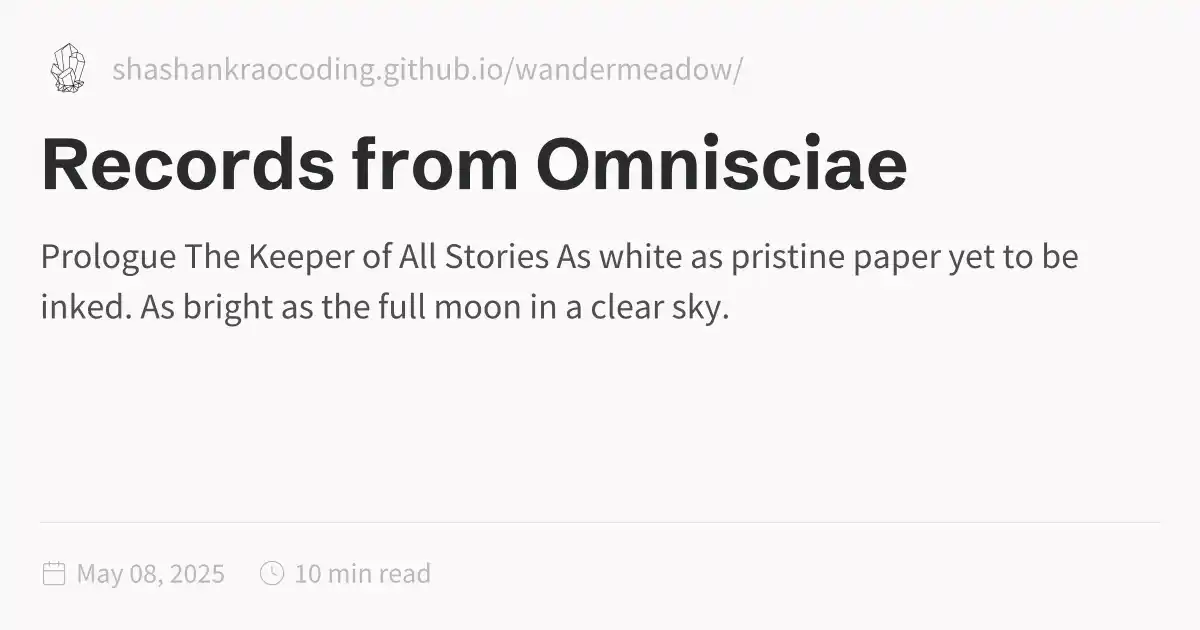 shashankraocoding.github.io/wandermeadow/
Records from Omnisciae
Prologue The Keeper of All Stories As white as pristine paper yet to be
inked. As bright as the full moon in a clear sky.
May 08, 2025 10 min read